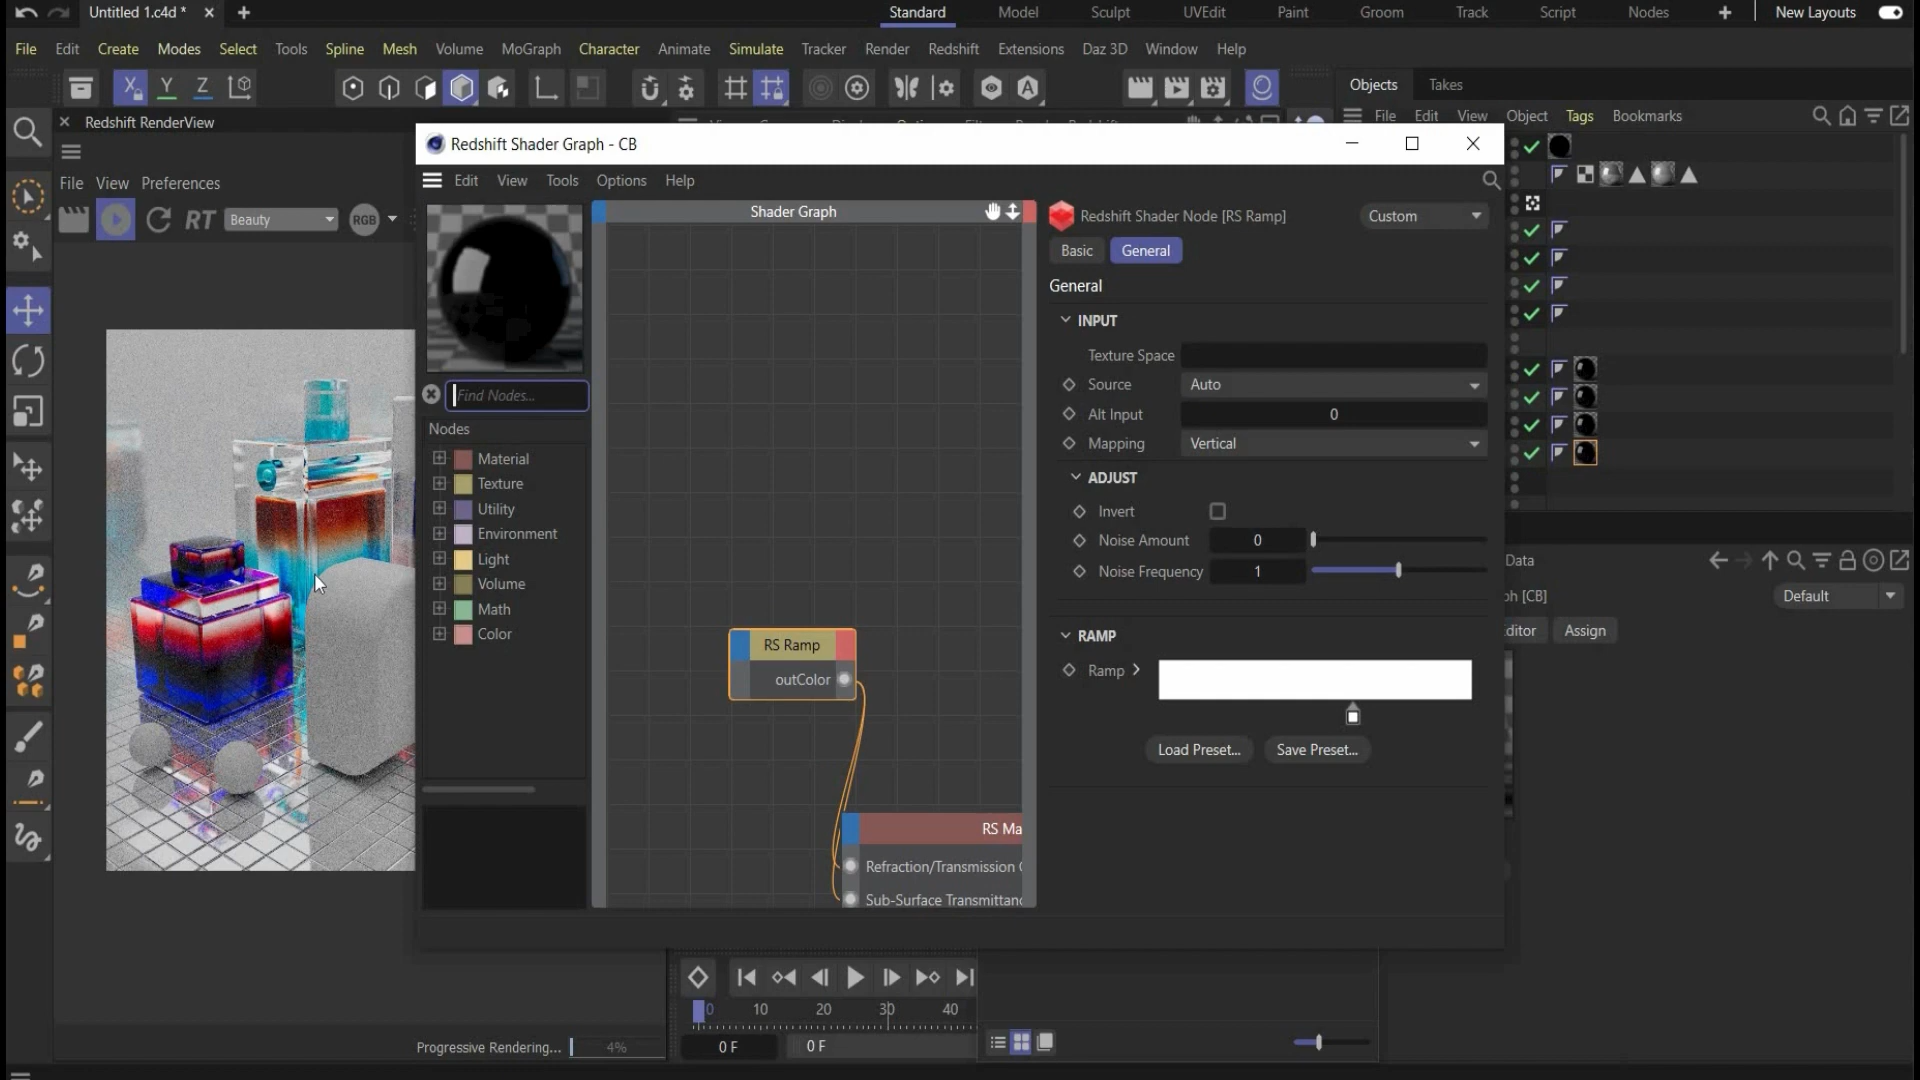 Untitled 1.c4d *
Standard Model Sculpt UVEdit Paint Groom Track Script Nodes New Layouts
File Edit Create Modes Select Tools Spline Mesh Volume MoGraph Character Animate Simulate Tracker Render Redshift Extensions Daz 3D Window Help
X Y Z
Objects Takes
File Edit View Object Tags Bookmarks
Redshift RenderView
File View Preferences
RT Beauty RGB
Redshift Shader Graph - CB
Edit View Tools Options Help
Find Nodes...
Nodes
Material
Texture
Utility
Environment
Light
Volume
Math
Color
Shader Graph
RS Ramp
outColor
RS Ma
Refraction/Transmission
Sub-Surface Transmittanc
Redshift Shader Node [RS Ramp]
Custom
Basic General
General
INPUT
Texture Space
Source Auto
Alt Input 0
Mapping Vertical
ADJUST
Invert
Noise Amount 0
Noise Frequency 1
RAMP
Ramp
Load Preset... Save Preset...
Data
ph [CB]
Default
ditor Assign
0 10 20 30 40
0 F 0 F
Progressive Rendering... 4%